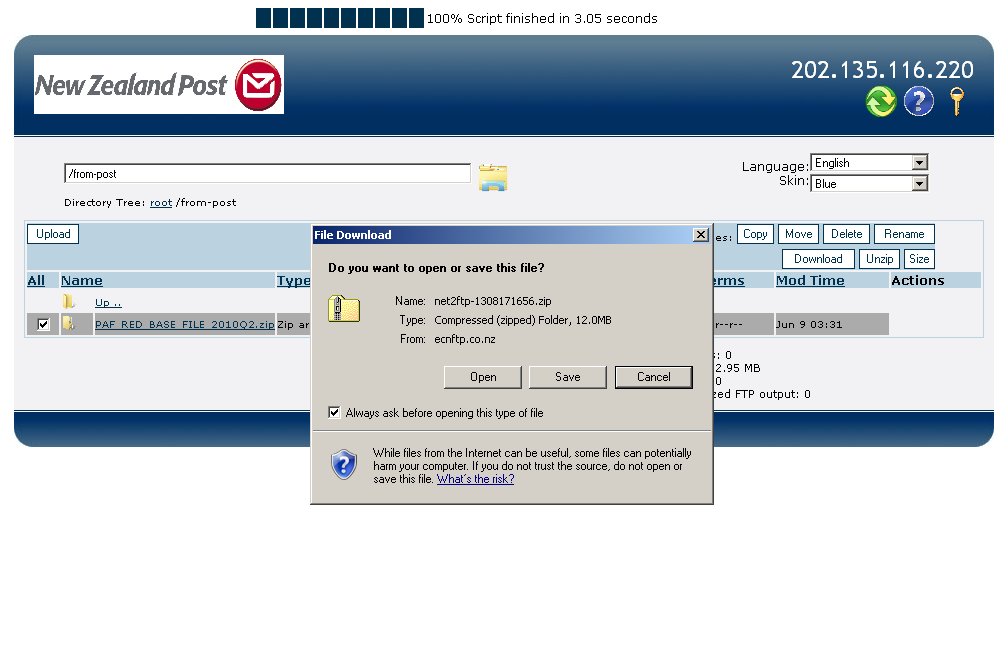 100% Script finished in 3.05 seconds
New Zealand Post
202.135.116.220
/from-post
Language: English
Skin: Blue
Directory Tree: root /from-post
Upload
es: Copy Move Delete Rename
Download Unzip Size
All Name Type
rms Mod Time Actions
Up ..
PAF_RED_BASE_FILE_2010Q2.zip Zip ar
r--r-- Jun 9 03:31
s: 0
2.95 MB
0
zed FTP output: 0
File Download
Do you want to open or save this file?
Name: net2ftp-1308171656.zip
Type: Compressed (zipped) Folder, 12.0MB
From: ecnftp.co.nz
Open Save Cancel
Always ask before opening this type of file
While files from the Internet can be useful, some files can potentially
harm your computer. If you do not trust the source, do not open or
save this file. What's the risk?